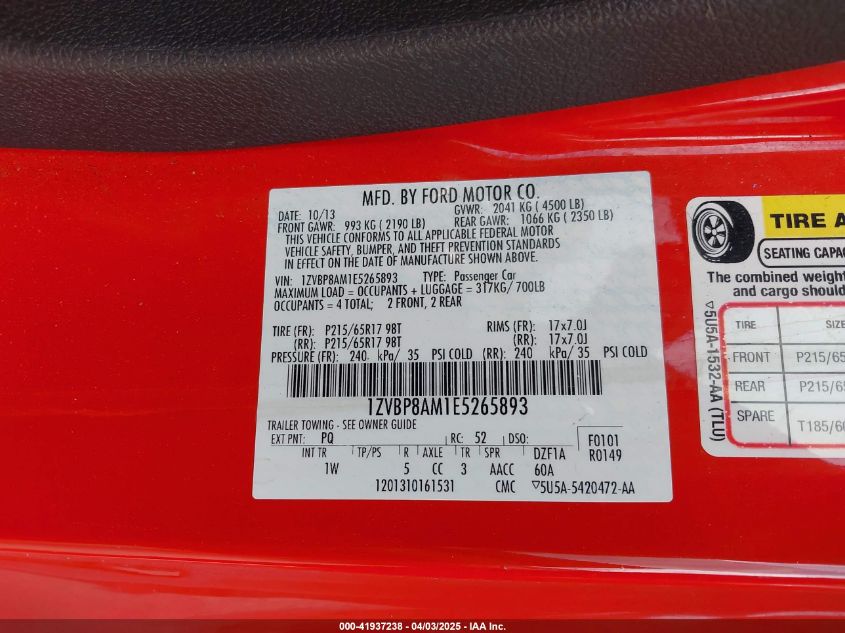 MFD. BY FORD MOTOR CO.
DATE: 10/13 GVWR: 2041 KG ( 4500 LB)
FRONT GAWR: 993 KG ( 2190 LB) REAR GAWR: 1066 KG ( 2350 LB)
THIS VEHICLE CONFORMS TO ALL APPLICABLE FEDERAL MOTOR
VEHICLE SAFETY, BUMPER, AND THEFT PREVENTION STANDARDS
IN EFFECT ON THE DATE OF MANUFACTURE SHOWN ABOVE.
VIN: 1ZVBP8AM1E5265893 TYPE: Passenger Car
MAXIMUM LOAD = OCCUPANTS + LUGGAGE = 317KG/ 700LB
OCCUPANTS = 4 TOTAL; 2 FRONT, 2 REAR
TIRE (FR): P215/65R17 98T RIMS (FR): 17x7.0J
(RR): P215/65R17 98T (RR): 17x7.0J
PRESSURE (FR): 240 kPa/ 35 PSI COLD (RR): 240 kPa/ 35 PSI COLD
1ZVBP8AM1E5265893
TRAILER TOWING - SEE OWNER GUIDE
EXT PNT: PQ RC: 52 DSO: F0101
INT TR TP/PS R AXLE TR SPR DZF1A R0149
1W 5 CC 3 AACC 60A
1201310161531 CMC ▽5U5A-5420472-AA
TIRE A
SEATING CAPAC
The combined weight
and cargo should
▽5U5A-1532-AA (TLU)
TIRE SIZE
FRONT P215/65
REAR P215/65
SPARE T185/60
000-41937238 - 04/03/2025 - IAA Inc.